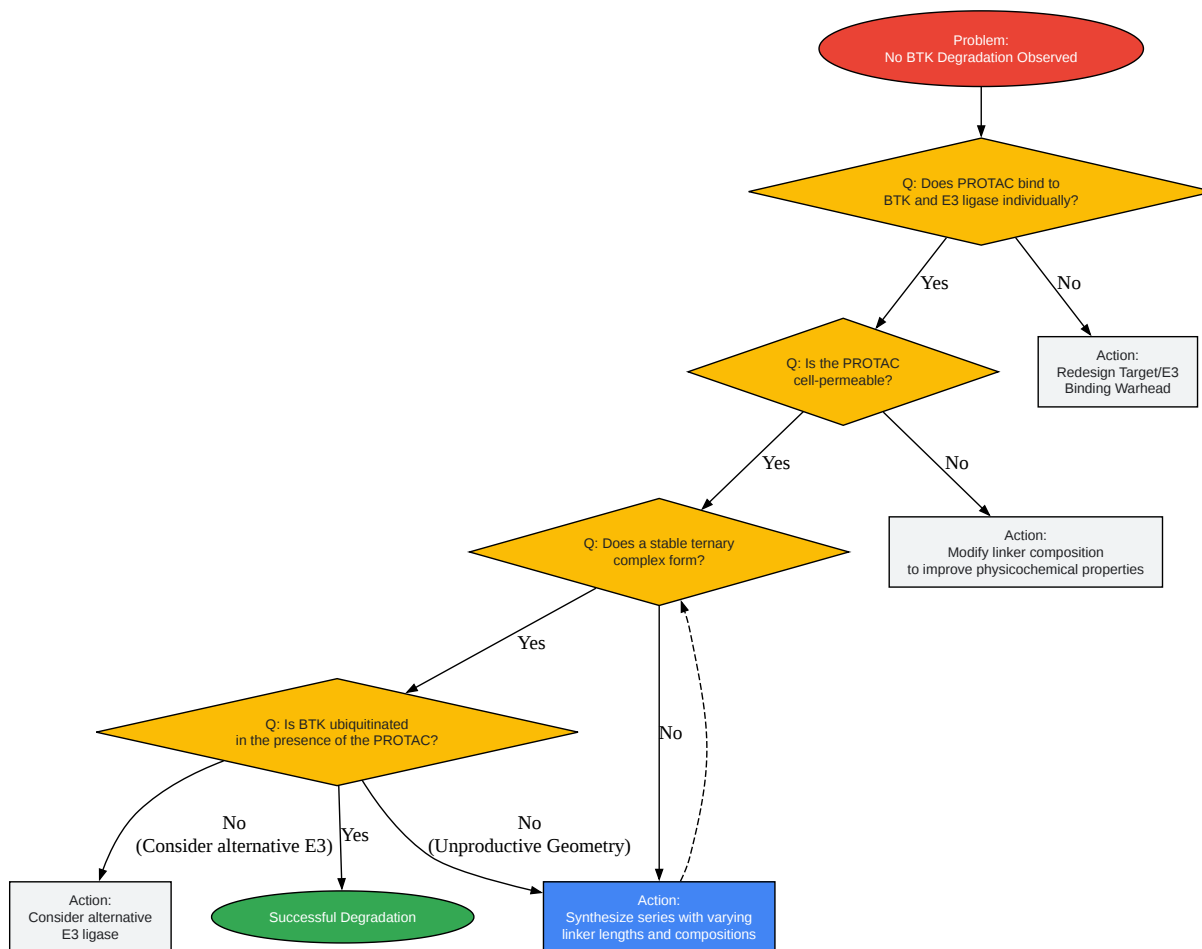 Problem:
No BTK Degradation Observed
Q: Does PROTAC bind to
BTK and E3 ligase individually?
Yes
No
Q: Is the PROTAC
cell-permeable?
Action:
Redesign Target/E3
Binding Warhead
Yes
No
Q: Does a stable ternary
complex form?
Action:
Modify linker composition
to improve physicochemical properties
Yes
No
Q: Is BTK ubiquitinated
in the presence of the PROTAC?
No
(Consider alternative E3)
Yes
No
(Unproductive Geometry)
Action:
Consider alternative
E3 ligase
Successful Degradation
Action:
Synthesize series with varying
linker lengths and compositions